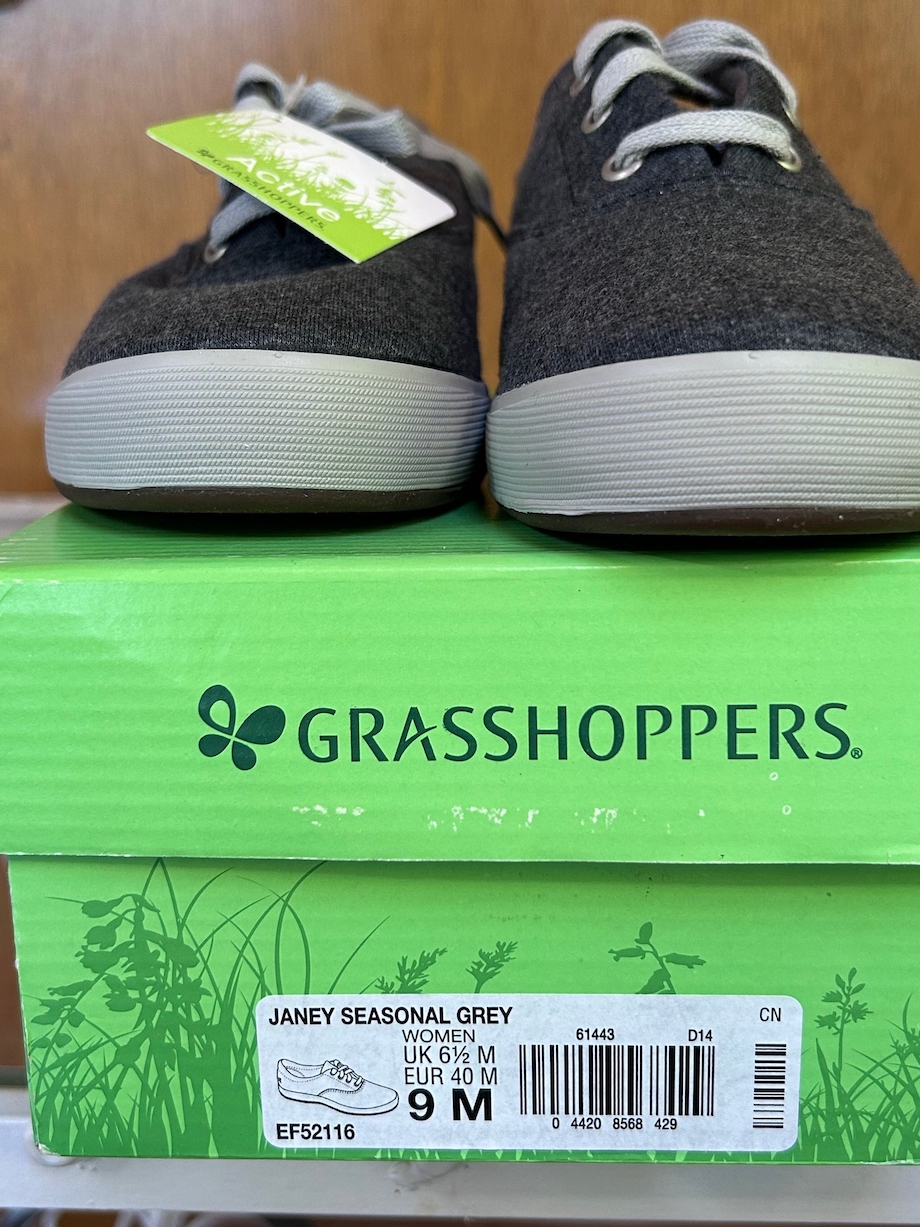 Active
GRASSHOPPERS.
GRASSHOPPERS®
JANEY SEASONAL GREY
CN
WOMEN
UK 6½ M
EUR 40 M
9 M
EF52116
61443
D14
0 4420 8568 429